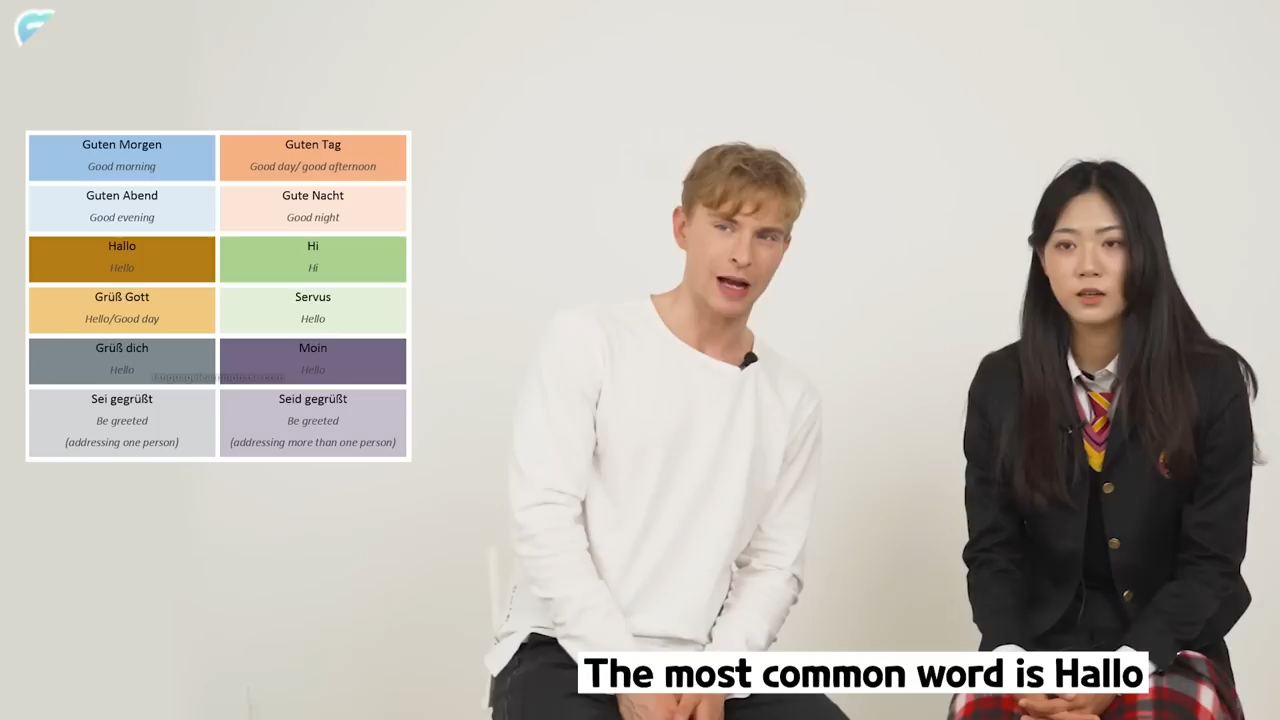 Guten Morgen
Good morning
Guten Tag
Good day/ good afternoon
Guten Abend
Good evening
Gute Nacht
Good night
Hallo
Hello
Hi
Hi
Grüß Gott
Hello/Good day
Servus
Hello
Grüß dich
Hello
Moin
Hello
Sei gegrüßt
Be greeted
(addressing one person)
Seid gegrüßt
Be greeted
(addressing more than one person)
The most common word is Hallo